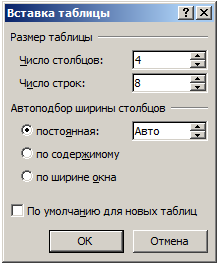 Вставка таблицы
Размер таблицы
Число столбцов: 4
Число строк: 8
Автоподбор ширины столбцов
постоянная: Авто
по содержимому
по ширине окна
По умолчанию для новых таблиц
ОК Отмена